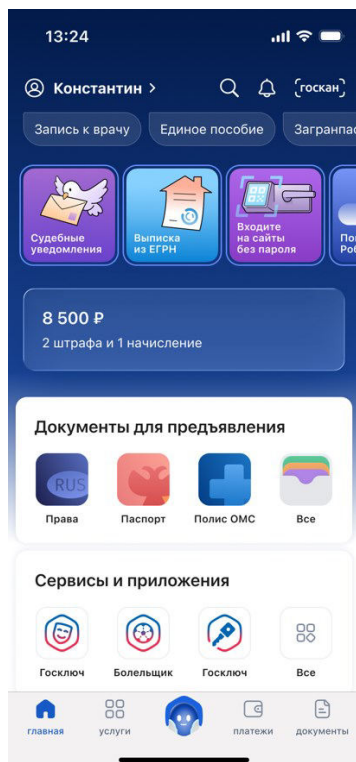 13:24
Константин >
госкан
Запись к врачу
Единое пособие
Загранпас
Судебные
уведомления
Выписка
из ЕГРН
Входите
на сайты
без пароля
8 500 ₽
2 штрафа и 1 начисление
Документы для предъявления
RUS
Права
Паспорт
Полис ОМС
Все
Сервисы и приложения
Госключ
Болельщик
Госключ
Все
главная
услуги
платежи
документы